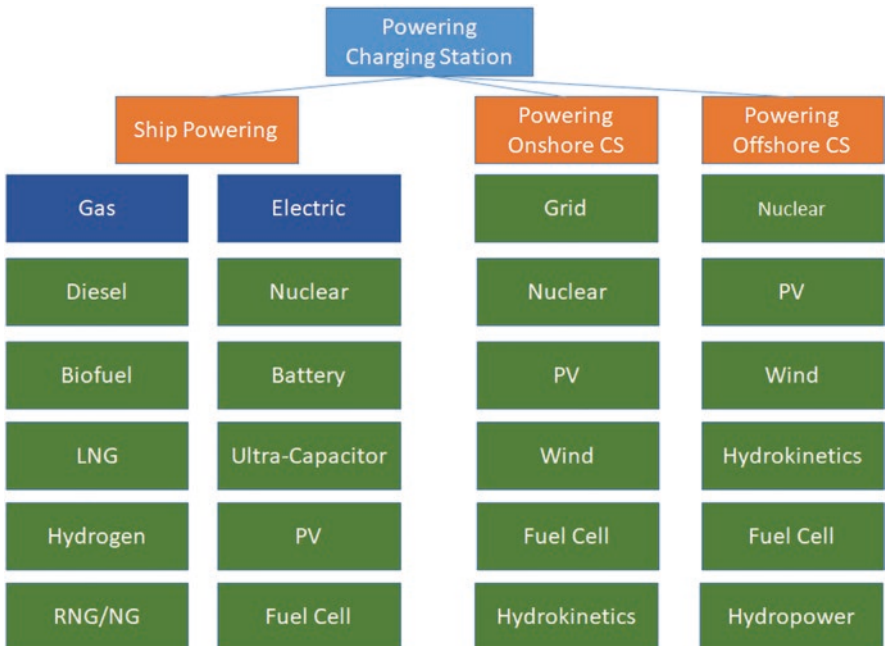 Powering
Charging Station
Ship Powering
Powering
Onshore CS
Powering
Offshore CS
Gas
Electric
Grid
Nuclear
Diesel
Nuclear
Nuclear
PV
Biofuel
Battery
PV
Wind
LNG
Ultra-Capacitor
Wind
Hydrokinetics
Hydrogen
PV
Fuel Cell
Fuel Cell
RNG/NG
Fuel Cell
Hydrokinetics
Hydropower